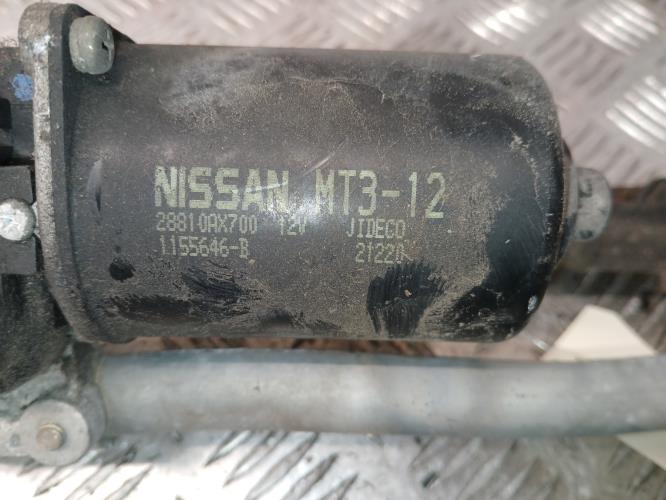 NISSAN MT3-12
28810AX700 12V JIDECO
1155646-B 21220